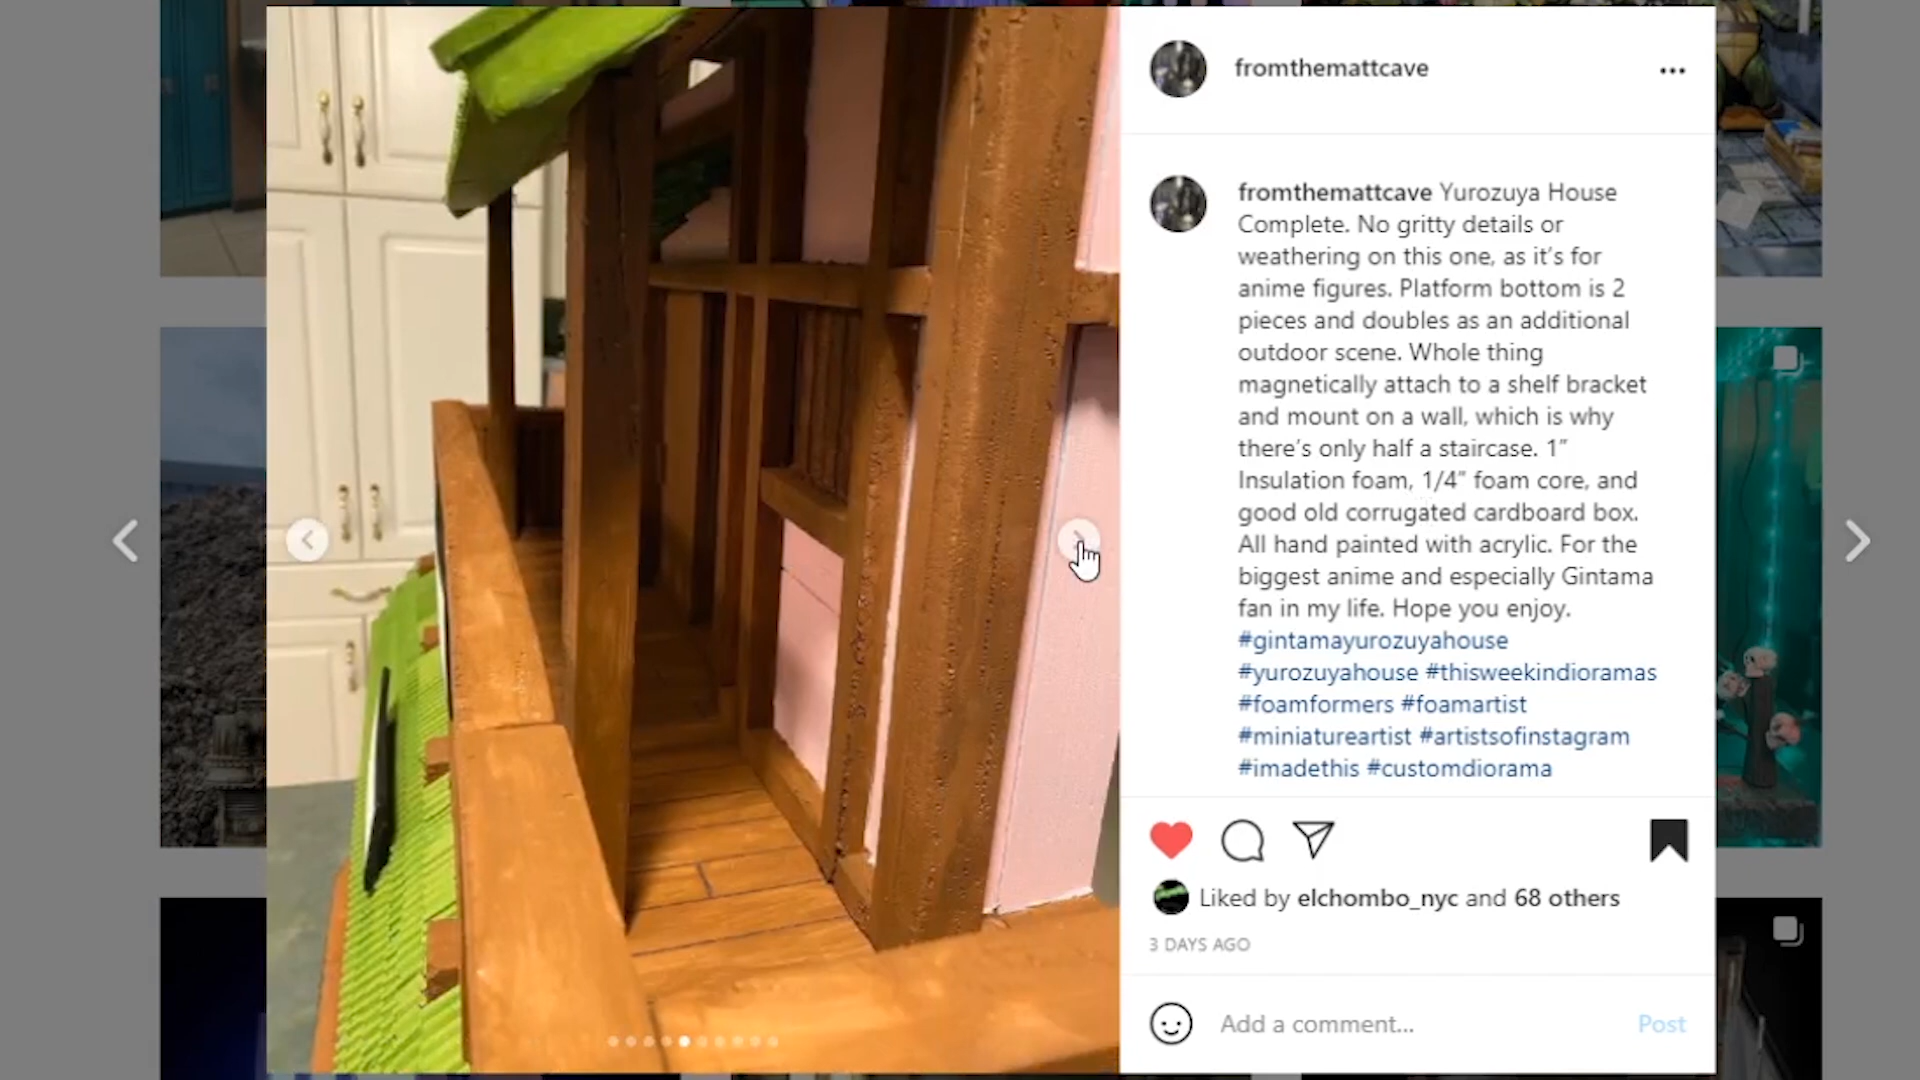 fromthemattcave
fromthemattcave Yurozuya House
Complete. No gritty details or
weathering on this one, as it's for
anime figures. Platform bottom is 2
pieces and doubles as an additional
outdoor scene. Whole thing
magnetically attach to a shelf bracket
and mount on a wall, which is why
there's only half a staircase. 1”
Insulation foam, 1/4” foam core, and
good old corrugated cardboard box.
All hand painted with acrylic. For the
biggest anime and especially Gintama
fan in my life. Hope you enjoy.
#gintamayurozuyahouse
#yurozuyahouse #thisweekindioramas
#foamformers #foamartist
#miniatureartist #artistsofinstagram
#imadethis #customdiorama
Liked by elchombo_nyc and 68 others
3 DAYS AGO
Add a comment...
Post